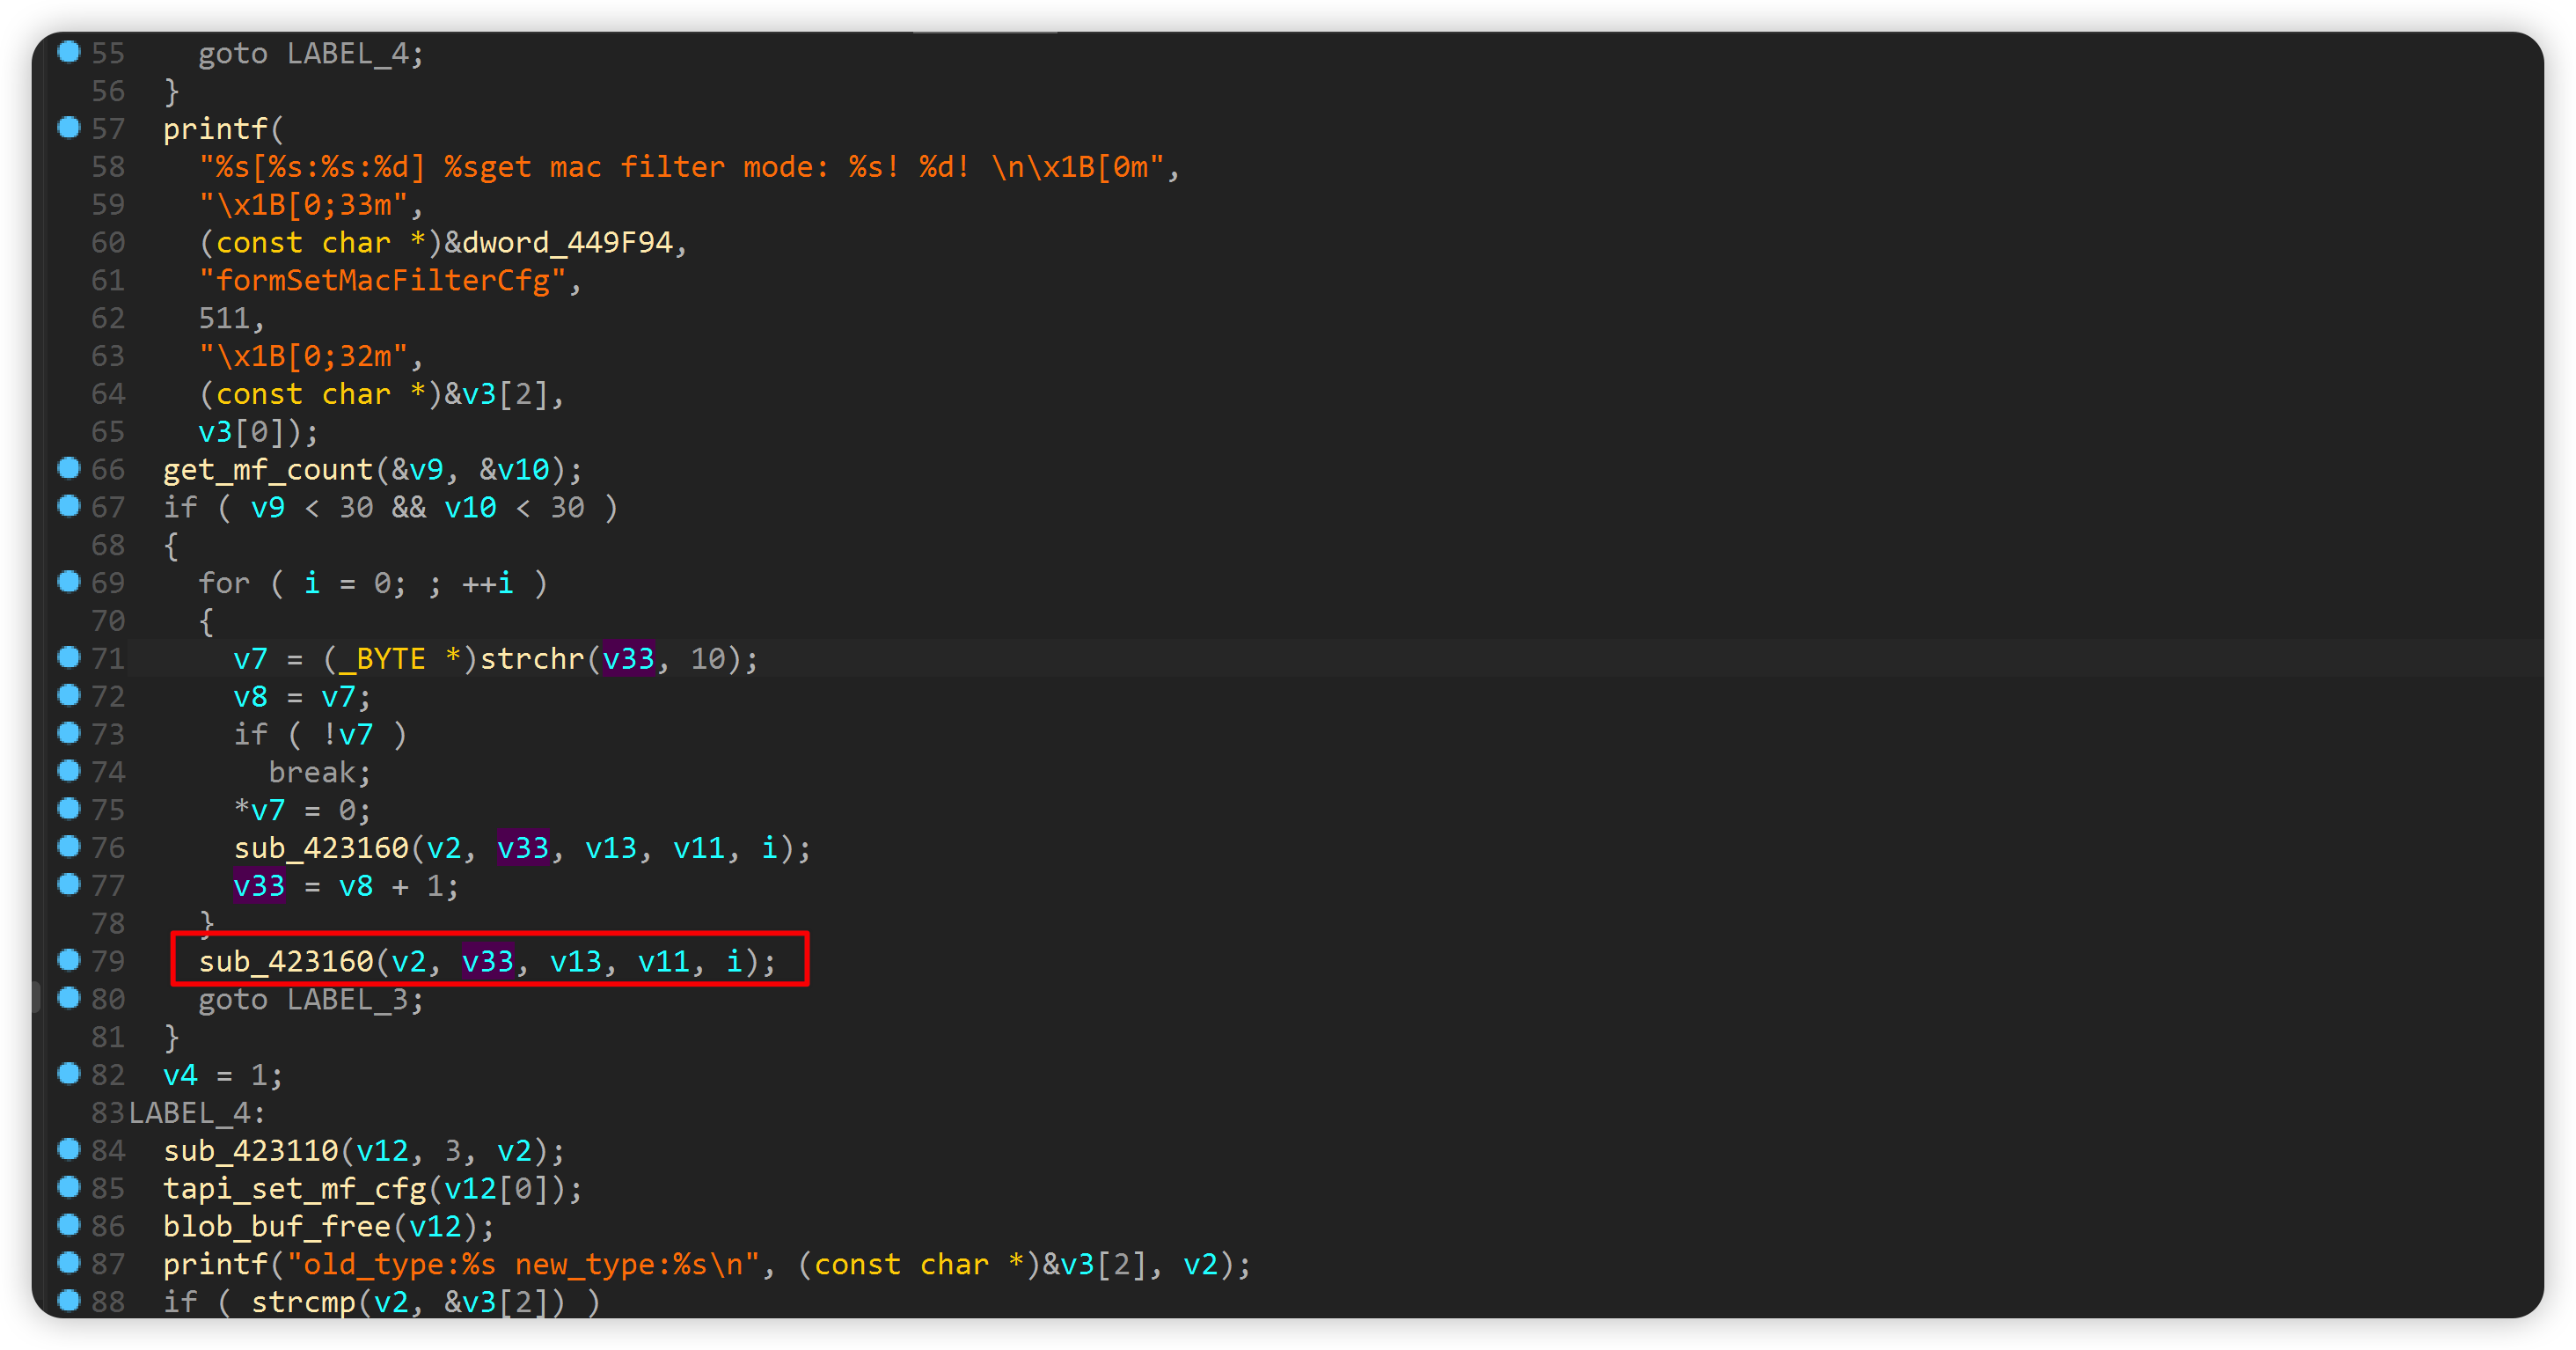 55 goto LABEL_4;
56 }
57 printf(
58 "%s[%s:%s:%d] %sget mac filter mode: %s! %d! \n\x1B[0m",
59 "\x1B[0;33m",
60 (const char *)&dword_449F94,
61 "formSetMacFilterCfg",
62 511,
63 "\x1B[0;32m",
64 (const char *)&v3[2],
65 v3[0]);
66 get_mf_count(&v9, &v10);
67 if ( v9 < 30 && v10 < 30 )
68 {
69 for ( i = 0; ; ++i )
70 {
71 v7 = (_BYTE *)strchr(v33, 10);
72 v8 = v7;
73 if ( !v7 )
74 break;
75 *v7 = 0;
76 sub_423160(v2, v33, v13, v11, i);
77 v33 = v8 + 1;
78 }
79 sub_423160(v2, v33, v13, v11, i);
80 goto LABEL_3;
81 }
82 v4 = 1;
83 LABEL_4:
84 sub_423110(v12, 3, v2);
85 tapi_set_mf_cfg(v12[0]);
86 blob_buf_free(v12);
87 printf("old_type:%s new_type:%s\n", (const char *)&v3[2], v2);
88 if ( strcmp(v2, &v3[2]) )